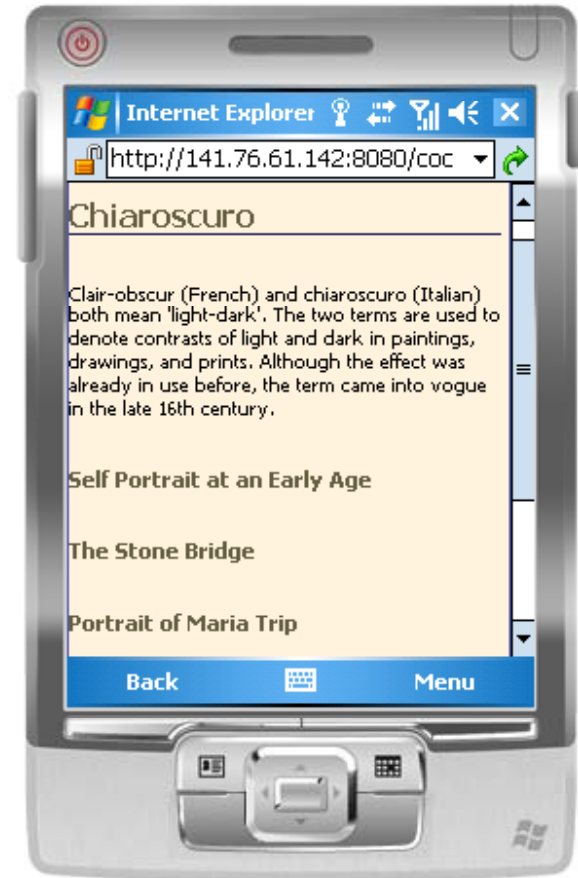 Internet Explorer
http://141.76.61.142:8080/coc
Chiaroscuro
Clair-obscur (French) and chiaroscuro (Italian)
both mean 'light-dark'. The two terms are used to
denote contrasts of light and dark in paintings,
drawings, and prints. Although the effect was
already in use before, the term came into vogue
in the late 16th century.
Self Portrait at an Early Age
The Stone Bridge
Portrait of Maria Trip
Back Menu